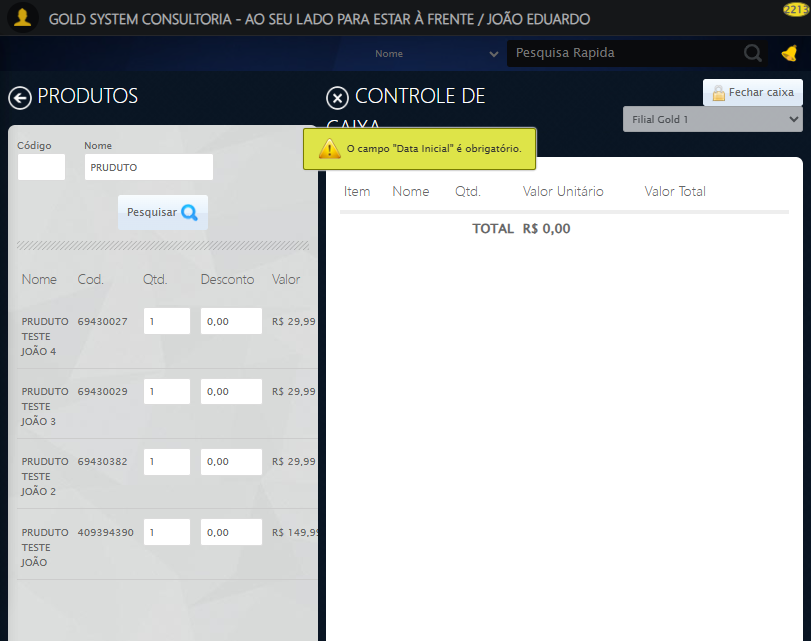 GOLD SYSTEM CONSULTORIA - AO SEU LADO PARA ESTAR À FRENTE / JOÃO EDUARDO
2213
Nome
Pesquisa Rapida
PRODUTOS
CONTROLE DE
CAIXA
Fechar caixa
Filial Gold 1
O campo "Data Inicial" é obrigatório.
Código
Nome
PRUDUTO
Pesquisar
Nome Cod. Qtd. Desconto Valor
PRUDUTO 69430027 1 0,00 R$ 29,99
TESTE
JOÃO 4
PRUDUTO 69430029 1 0,00 R$ 29,99
TESTE
JOÃO 3
PRUDUTO 69430382 1 0,00 R$ 29,99
TESTE
JOÃO 2
PRUDUTO 409394390 1 0,00 R$ 149,99
TESTE
JOÃO
Item Nome Qtd. Valor Unitário Valor Total
TOTAL R$ 0,00